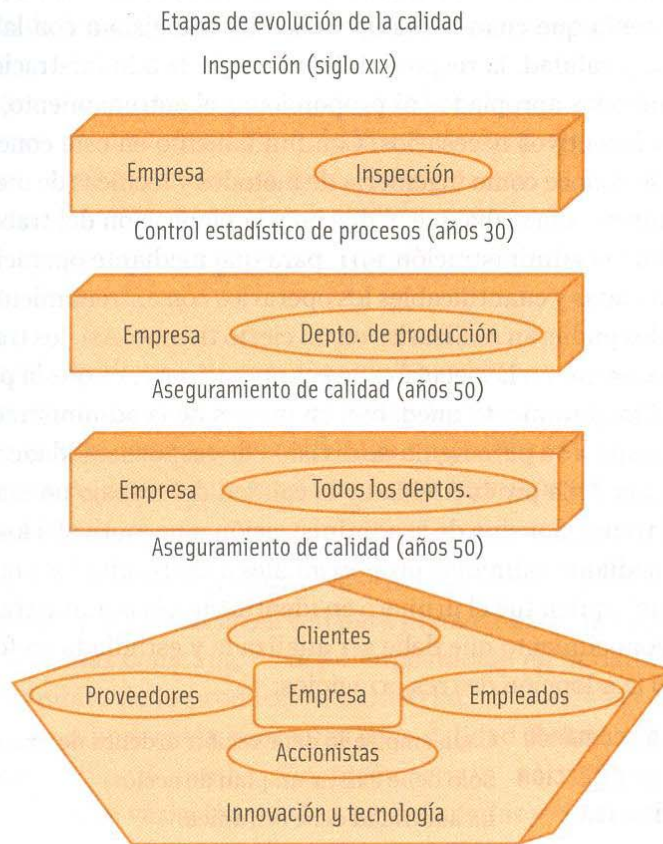 Etapas de evolución de la calidad
Inspección (siglo XIX)
Empresa Inspección
Control estadístico de procesos (años 30)
Empresa Depto. de producción
Aseguramiento de calidad (años 50)
Empresa Todos los deptos.
Aseguramiento de calidad (años 50)
Clientes
Proveedores Empresa Empleados
Accionistas
Innovación y tecnología